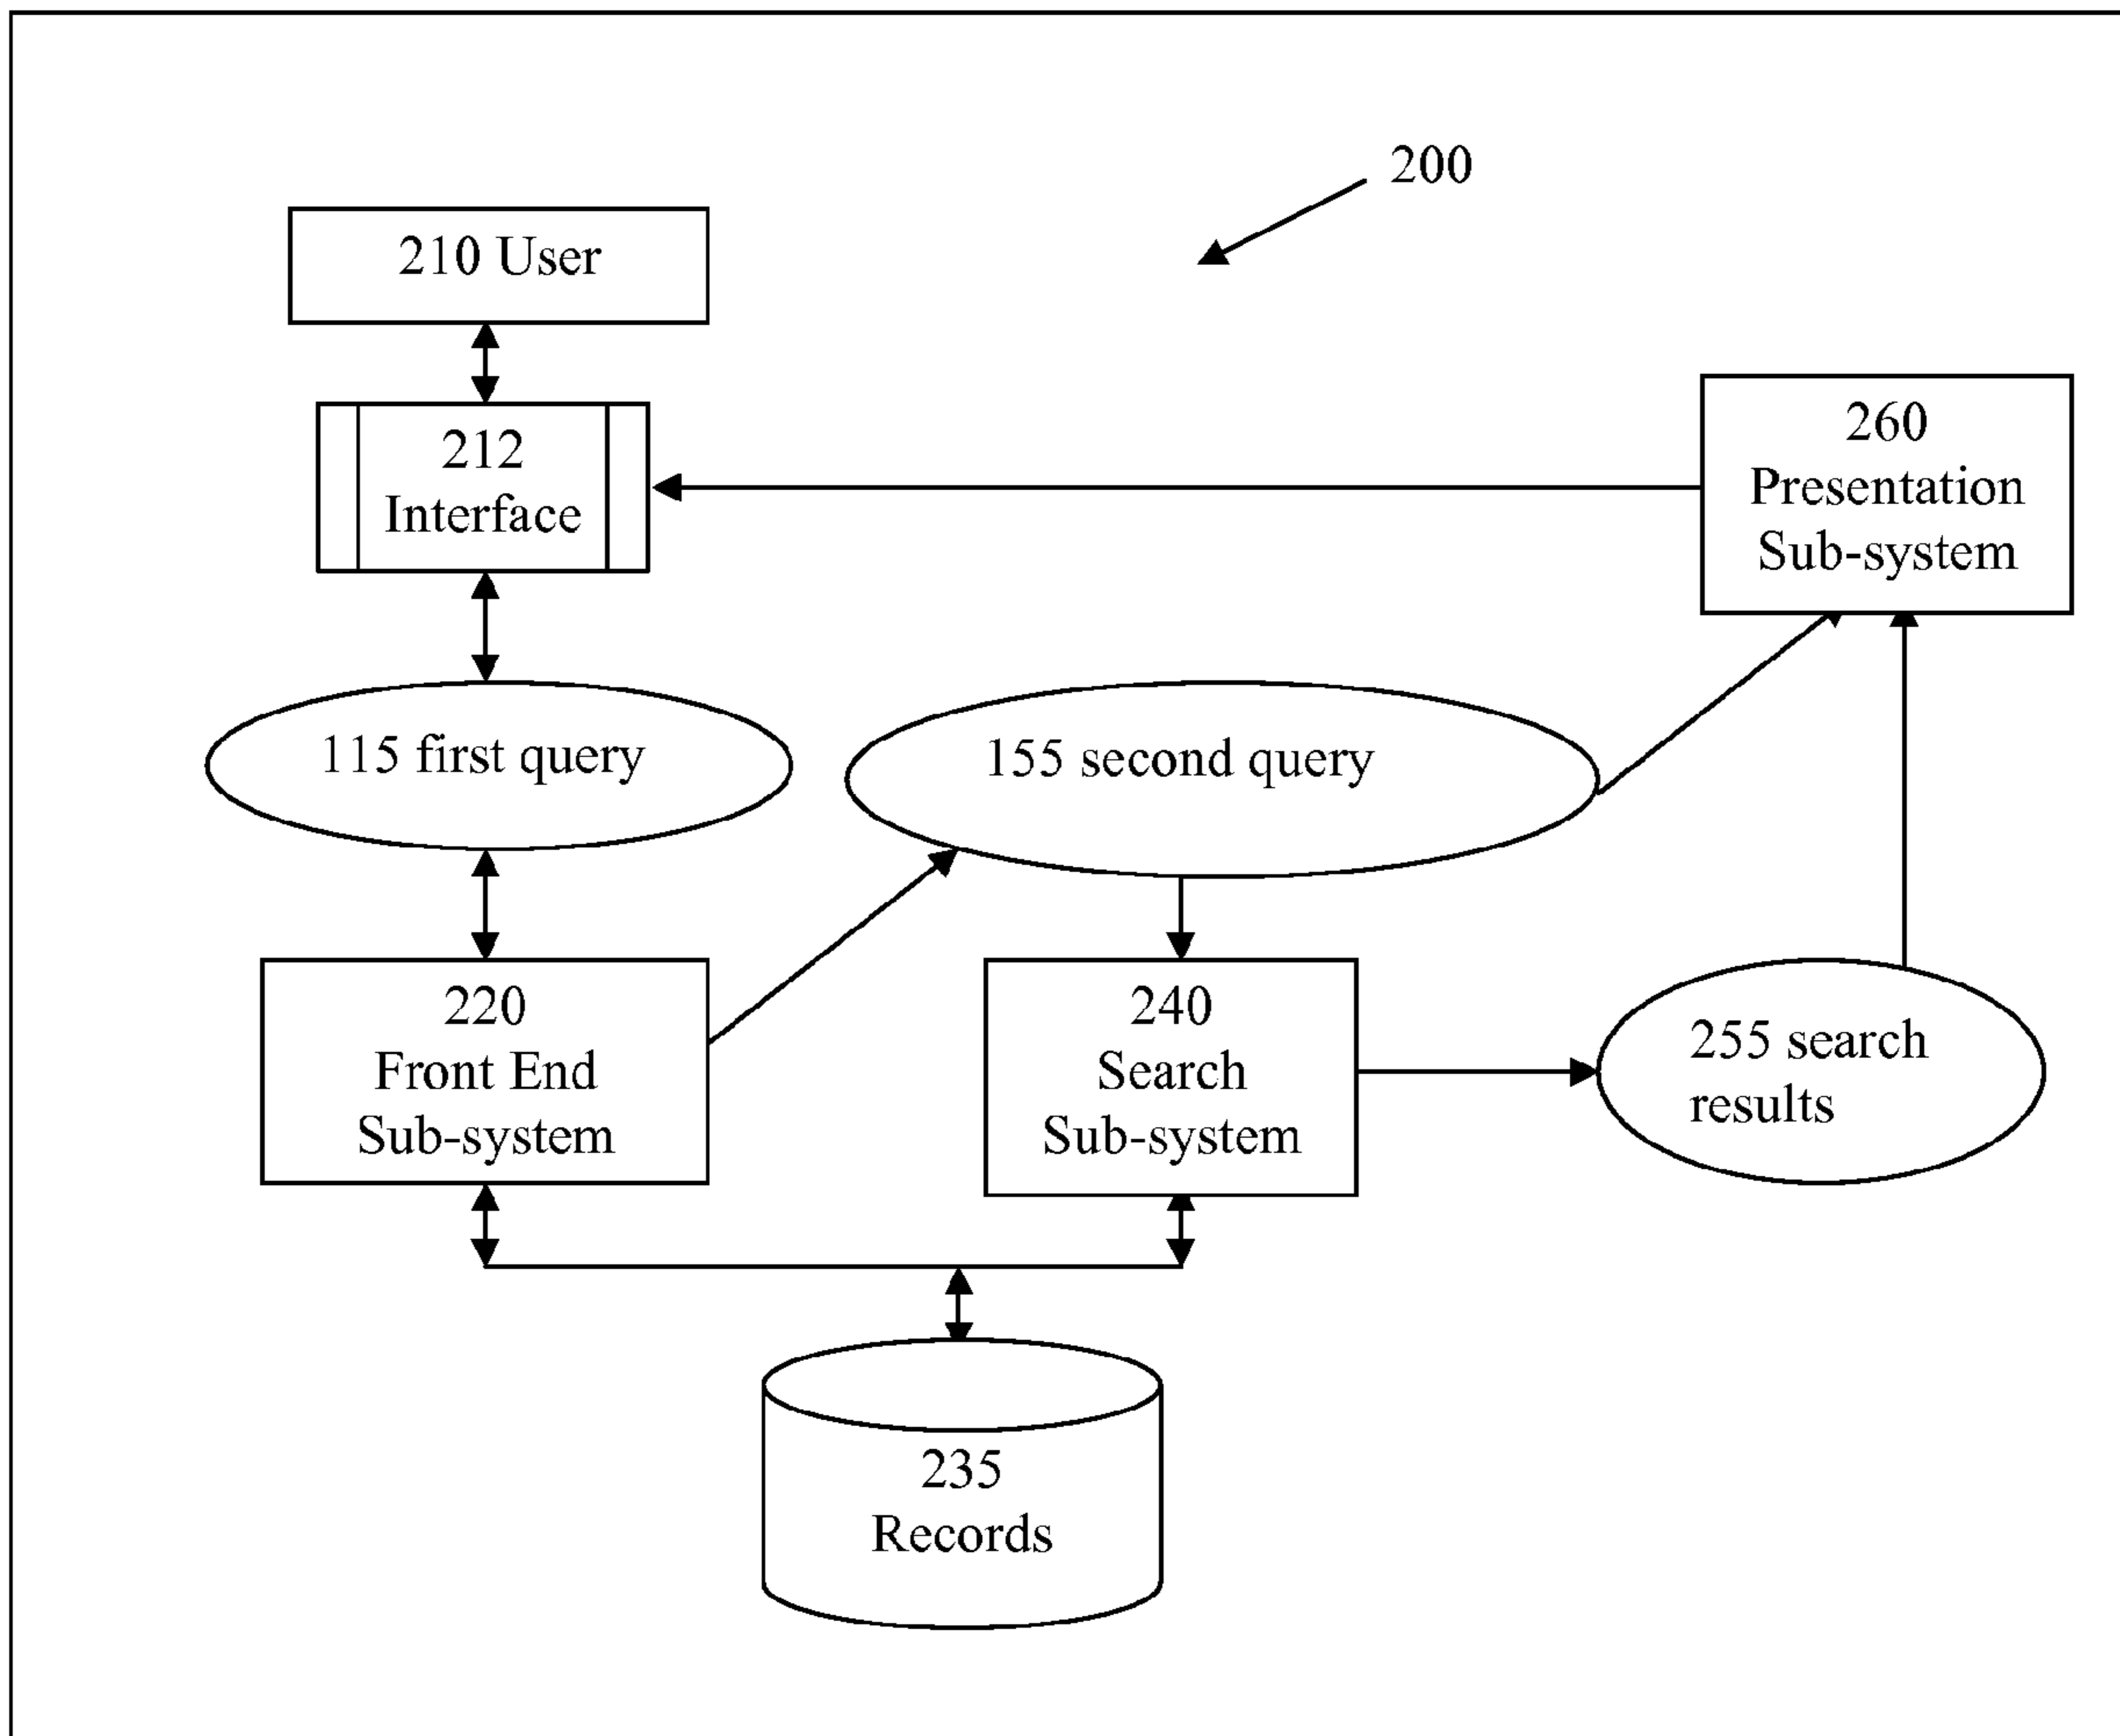 200
210 User
212
Interface
260
Presentation
Sub-system
115 first query
155 second query
220
Front End
Sub-system
240
Search
Sub-system
255 search
results
235
Records